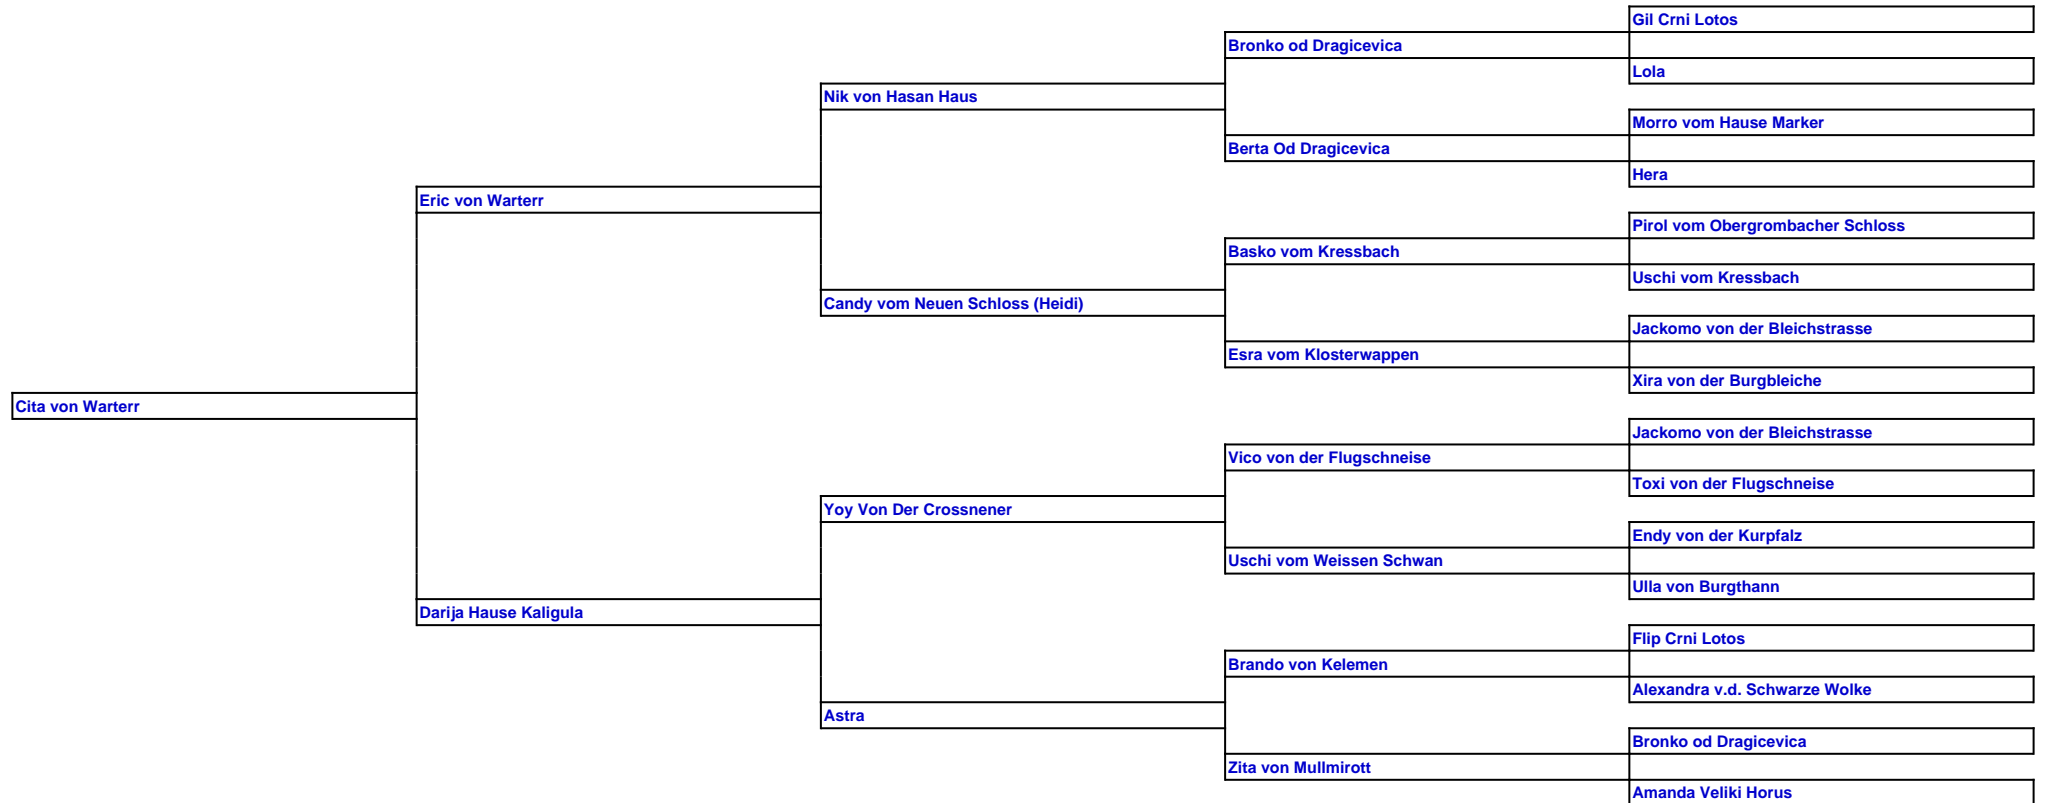 Gil Crni Lotos
Bronko od Dragicevica
Lola
Nik von Hasan Haus
Morro vom Hause Marker
Berta Od Dragicevica
Hera
Eric von Warterr
Pirol vom Obergrombacher Schloss
Basko vom Kressbach
Uschi vom Kressbach
Candy vom Neuen Schloss (Heidi)
Jackomo von der Bleichstrasse
Esra vom Klosterwappen
Xira von der Burgbleiche
Cita von Warterr
Jackomo von der Bleichstrasse
Vico von der Flugschneise
Toxi von der Flugschneise
Yoy Von Der Crossnener
Endy von der Kurpfalz
Uschi vom Weissen Schwan
Ulla von Burgthann
Darija Hause Kaligula
Flip Crni Lotos
Brando von Kelemen
Alexandra v.d. Schwarze Wolke
Astra
Bronko od Dragicevica
Zita von Mullmirott
Amanda Veliki Horus